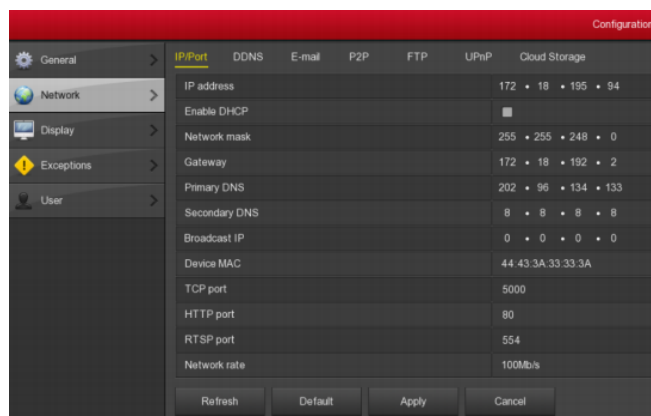 Configuration
General
Network
Display
Exceptions
User
IP/Port DDNS E-mail P2P FTP UPnP Cloud Storage
IP address 172 • 18 • 195 • 94
Enable DHCP
Network mask 255 • 255 • 248 • 0
Gateway 172 • 18 • 192 • 2
Primary DNS 202 • 96 • 134 • 133
Secondary DNS 8 • 8 • 8 • 8
Broadcast IP 0 • 0 • 0 • 0
Device MAC 44:43:3A:33:33:3A
TCP port 5000
HTTP port 80
RTSP port 554
Network rate 100Mb/s
Refresh Default Apply Cancel